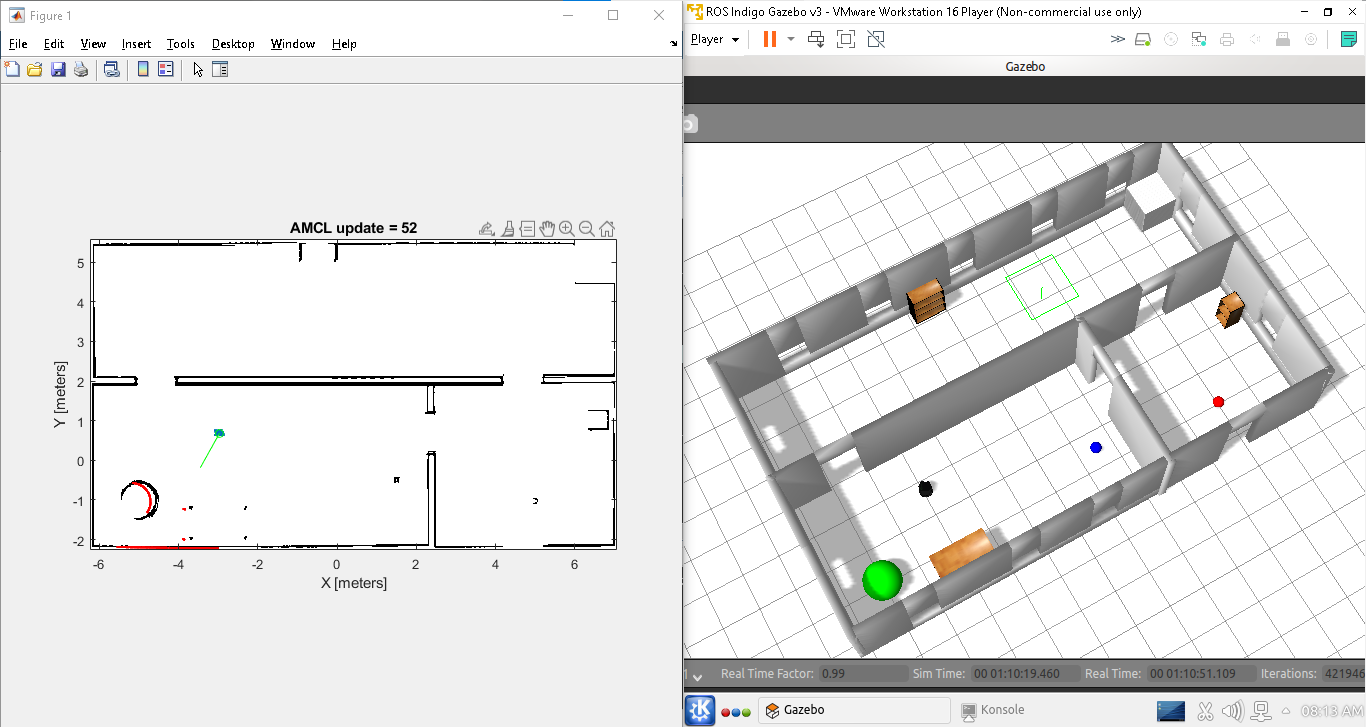 Figure 1
File Edit View Insert Tools Desktop Window Help
AMCL update = 52
5
4
3
2
1
0
-1
-2
Y [meters]
-6 -4 -2 0 2 4 6
X [meters]
ROS Indigo Gazebo v3 - VMware Workstation 16 Player (Non-commercial use only)
Player
Gazebo
Real Time Factor: 0.99 Sim Time: 00 01:10:19.460 Real Time: 00 01:10:51.109 Iterations: 421946
Gazebo Konsole 08:13 AM